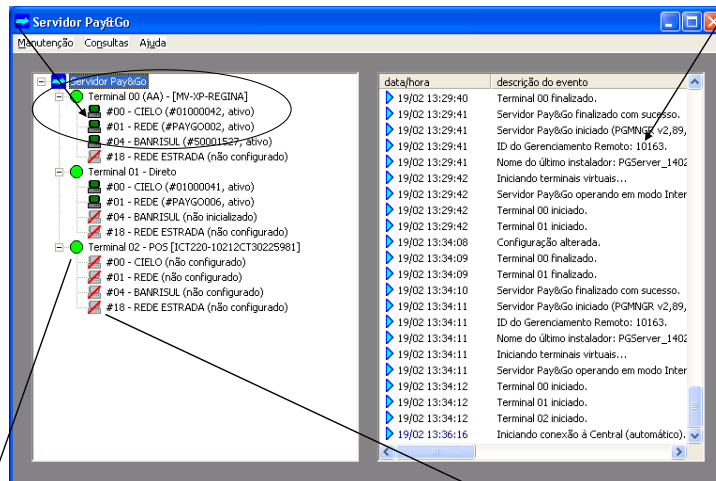 Servidor Pay&Go
Manutenção Consultas Ajuda
Servidor Pay&Go
Terminal 00 (AA) - [MV-XP-REGINA]
#00 - CIELO (#01000042, ativo)
#01 - REDE (#PAYGO002, ativo)
#04 - BANRISUL (#50001527, ativo)
#18 - REDE ESTRADA (não configurado)
Terminal 01 - Direto
#00 - CIELO (#01000041, ativo)
#01 - REDE (#PAYGO006, ativo)
#04 - BANRISUL (não inicializado)
#18 - REDE ESTRADA (não configurado)
Terminal 02 - POS [ICT220-10212CT30225981]
#00 - CIELO (não configurado)
#01 - REDE (não configurado)
#04 - BANRISUL (não configurado)
#18 - REDE ESTRADA (não configurado)
data/hora descrição do evento
19/02 13:29:40 Terminal 00 finalizado.
19/02 13:29:41 Servidor Pay&Go finalizado com sucesso.
19/02 13:29:41 Servidor Pay&Go iniciado (PGMNGR v2,89,
19/02 13:29:41 ID do Gerenciamento Remoto: 10163.
19/02 13:29:41 Nome do último instalador: PGServer_1402
19/02 13:29:42 Iniciando terminais virtuais...
19/02 13:29:42 Servidor Pay&Go operando em modo Inter
19/02 13:29:42 Terminal 00 iniciado.
19/02 13:29:42 Terminal 01 iniciado.
19/02 13:34:08 Configuração alterada.
19/02 13:34:09 Terminal 00 finalizado.
19/02 13:34:09 Terminal 01 finalizado.
19/02 13:34:10 Servidor Pay&Go finalizado com sucesso.
19/02 13:34:11 Servidor Pay&Go iniciado (PGMNGR v2,89,
19/02 13:34:11 ID do Gerenciamento Remoto: 10163.
19/02 13:34:11 Nome do último instalador: PGServer_1402
19/02 13:34:11 Iniciando terminais virtuais...
19/02 13:34:11 Servidor Pay&Go operando em modo Inter
19/02 13:34:12 Terminal 00 iniciado.
19/02 13:34:12 Terminal 01 iniciado.
19/02 13:34:12 Terminal 02 iniciado.
19/02 13:36:16 Iniciando conexão à Central (automático).